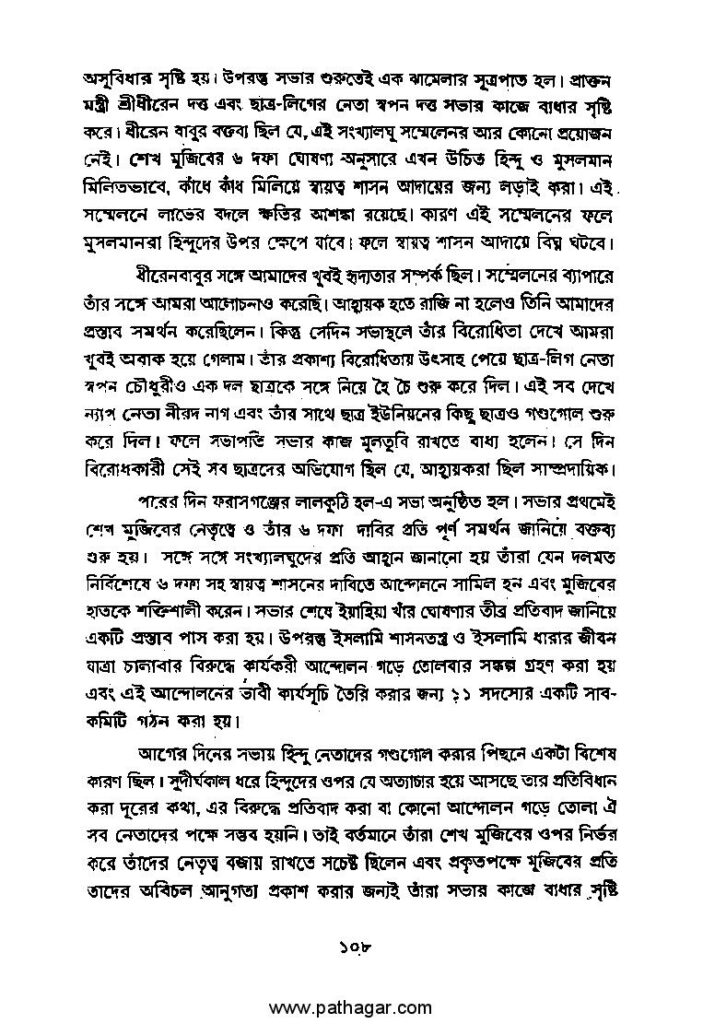 অসুবিধার সৃষ্টি হয়। উপরন্তু সভার শুরুতেই এক ঝামেলার সূত্রপাত হল। প্রাক্তন
মন্ত্রী শ্রীধীরেন দত্ত এবং ছাত্র-লিগের নেতা স্বপন দত্ত সভার কাজে ব্যধার সৃষ্টি
করে। ধীরেন বাবুর বক্তব্য ছিল যে, এই সংখ্যালঘু সম্মেলনের আর কোনো প্রয়োজন
নেই। শেখ মুজিবের ৬ দফা ঘোষণা অনুসারে এখন উচিত হিন্দু ও মুসলমান
মিলিতভাবে, কাঁধে কাঁধ মিলিয়ে স্বায়ত্ব শাসন আদায়ের জন্য লড়াই করা। এই
সম্মেলনে লাভের বদলে ক্ষতির আশঙ্কা রয়েছে। কারণ এই সম্মেলনের ফলে
মুসলমানরা হিন্দুদের উপর ক্ষেপে যাবে। ফলে স্বায়ত্ব শাসন আদায়ে বিঘ্ন ঘটবে।
ধীরেনবাবুর সঙ্গে আমাদের খুবই হৃদ্যতার সম্পর্ক ছিল। সম্মেলনের ব্যাপারে
তাঁর সঙ্গে আমরা আলোচনাও করেছি। আহ্বায়ক হতে রাজি না হলেও তিনি আমাদের
প্রস্তাব সমর্থন করেছিলেন। কিন্তু সেদিন সভাস্থলে তাঁর বিরোধিতা দেখে আমরা
খুবই অবাক হয়ে গেলাম। তাঁর প্রকাশ্য বিরোধিতায় উৎসাহ পেয়ে ছাত্র-লিগ নেতা
স্বপন চৌধুরীও এক দল ছাত্রকে সঙ্গে নিয়ে হৈ চৈ শুরু করে দিল। এই সব দেখে
ন্যাপ নেতা নীরদ নাগ এবং তাঁর সাথে ছাত্র ইউনিয়নের কিছু ছাত্রও গণ্ডগোল শুরু
করে দিল। ফলে সভাপতি সভার কাজ মুলতুবি রাখতে বাধ্য হলেন। সে দিন
বিরোধকারী সেই সব ছাত্রদের অভিযোগ ছিল যে, আহ্বায়করা ছিল সাম্প্রদায়িক।
পরের দিন ফরাসগঞ্জের লালকুঠি হল-এ সভা অনুষ্ঠিত হল। সভার প্রথমেই
শেখ মুজিবের নেতৃত্বে ও তাঁর ৬ দফা দাবির প্রতি পূর্ণ সমর্থন জানিয়ে বক্তব্য
শুরু হয়। সঙ্গে সঙ্গে সংখ্যালঘুদের প্রতি আহ্বান জানানো হয় তাঁরা যেন দলমত
নির্বিশেষে ৬ দফা সহ স্বায়ত্ব শাসনের দাবিতে আন্দোলনে সামিল হন এবং মুজিবের
হাতকে শক্তিশালী করেন। সভার শেষে ইয়াহিয়া খাঁর ঘোষণার তীব্র প্রতিবাদ জানিয়ে
একটি প্রস্তাব পাস করা হয়। উপরন্তু ইসলামি শাসনতন্ত্র ও ইসলামি ধারার জীবন
যাত্রা চালাবার বিরুদ্ধে কার্যকরী আন্দোলন গড়ে তোলবার সঙ্কল্প গ্রহণ করা হয়
এবং এই আন্দোলনের ভাবী কার্যসূচি তৈরি করার জন্য ১১ সদস্যের একটি সাব-
কমিটি গঠন করা হয়।
আগের দিনের সভায় হিন্দু নেতাদের গণ্ডগোল করার পিছনে একটা বিশেষ
কারণ ছিল। সুদীর্ঘকাল ধরে হিন্দুদের ওপর যে অত্যাচার হয়ে আসছে তার প্রতিবিধান
করা দূরের কথা, এর বিরুদ্ধে প্রতিবাদ করা বা কোনো আন্দোলন গড়ে তোলা ঐ
সব নেতাদের পক্ষে সম্ভব হয়নি। তাই বর্তমানে তাঁরা শেখ মুজিবের ওপর নির্ভর
করে তাঁদের নেতৃত্ব বজায় রাখতে সচেষ্ট ছিলেন এবং প্রকৃতপক্ষে মুজিবের প্রতি
তাদের অবিচল আনুগত্য প্রকাশ করার জন্যই তাঁরা সভার কাজে ব্যধার সৃষ্টি
১০৮
www.pathagar.com